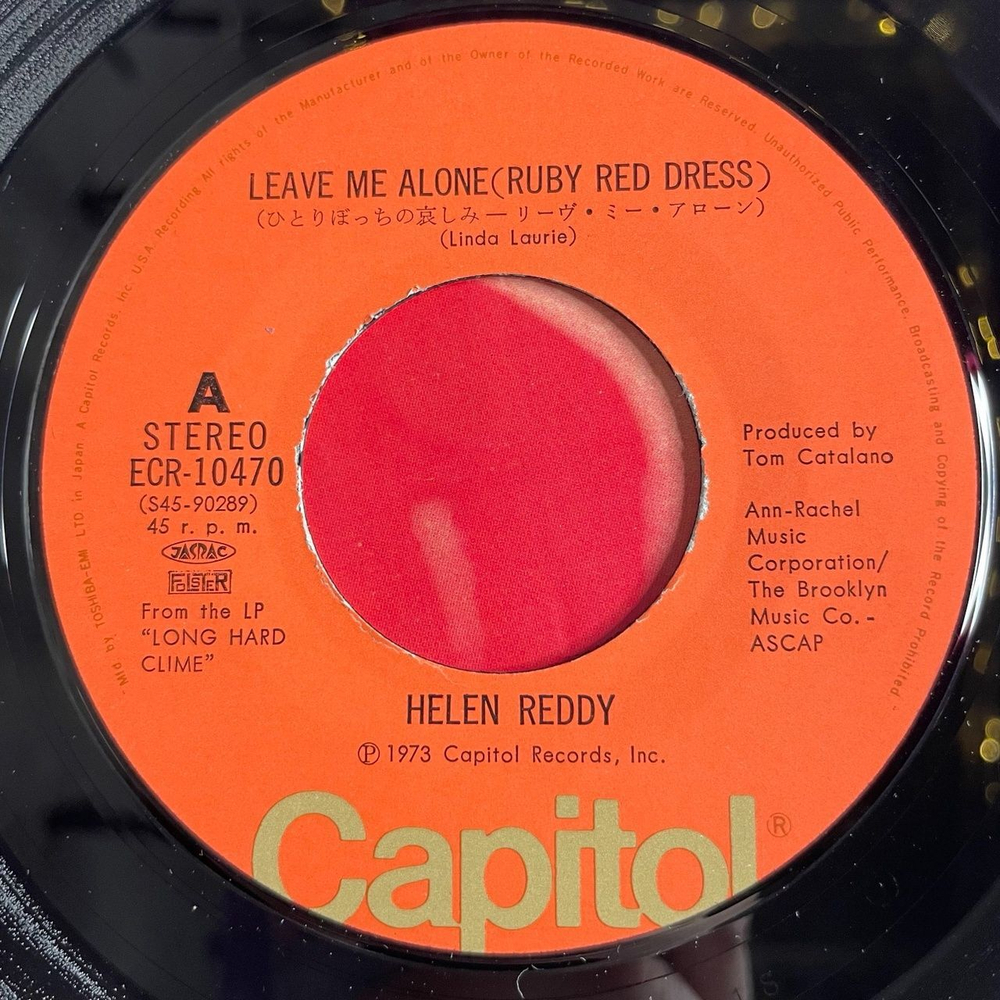 Mfd by TOSHIBA-EMI LTD in Japan A Capitol Records, Inc. U.S.A. Recording All rights of the Manufacturer and of the Owner of the Recorded Work are Reserved. Unauthorized Public Performance, Broadcasting and Copying of the Record Prohibited
LEAVE ME ALONE(RUBY RED DRESS)
(ひとりぼっちの哀しみ—リーヴ・ミー・アローン)
(Linda Laurie)
A
STEREO
ECR-10470
(S45-90289)
45 r. p. m.
JASRAC
FOLSTER
From the LP
“LONG HARD
CLIME”
Produced by
Tom Catalano
Ann-Rachel
Music
Corporation/
The Brooklyn
Music Co. -
ASCAP
HELEN REDDY
Ⓟ 1973 Capitol Records, Inc.
Capitol®